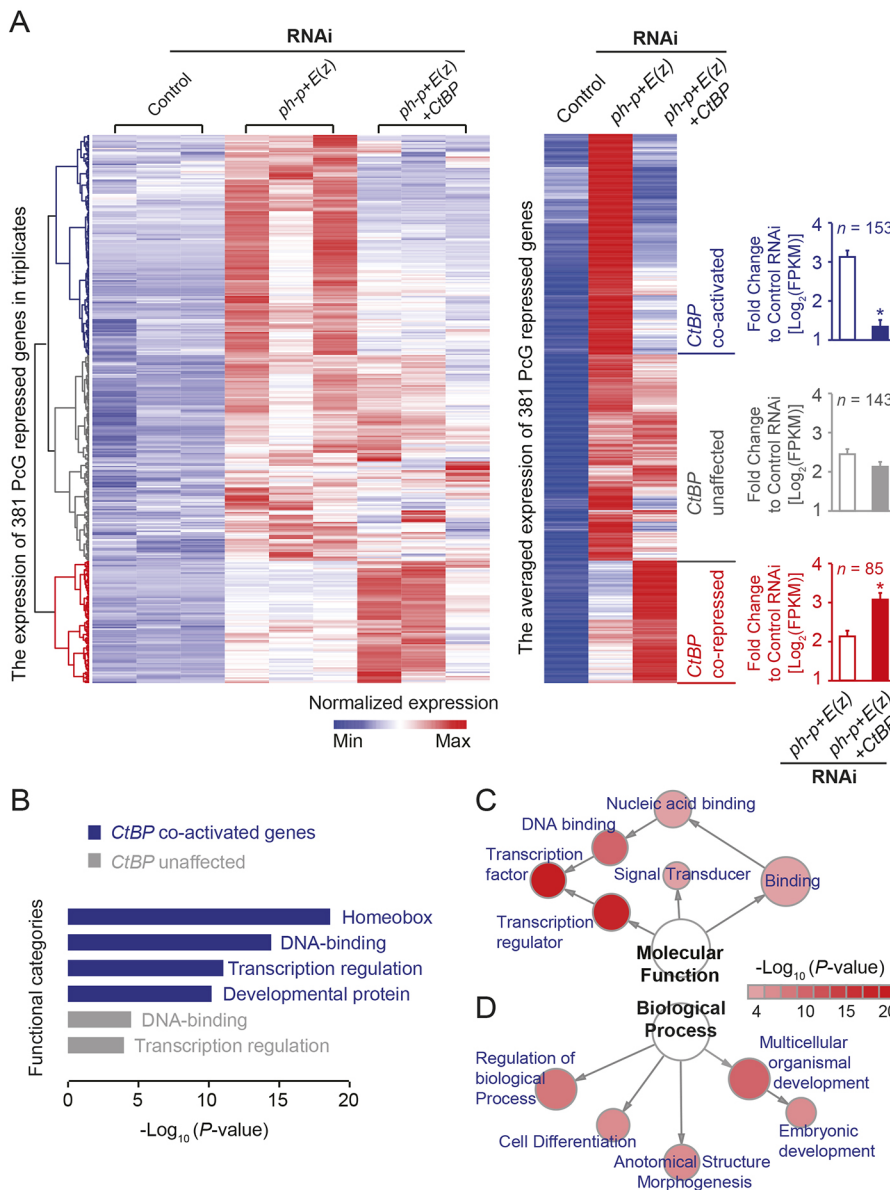 A
RNAi
Control
ph-p+E(z)
ph-p+E(z)
+CtBP
The expression of 381 PcG repressed genes in triplicates
Normalized expression
Min
Max
RNAi
Control
ph-p+E(z)
ph-p+E(z)
+CtBP
The averaged expression of 381 PcG repressed genes
CtBP
co-activated
CtBP
unaffected
CtBP
co-repressed
Fold Change
to Control RNAi
[Log2(FPKM)]
4
3
2
1
n = 153
*
Fold Change
to Control RNAi
[Log2(FPKM)]
4
3
2
1
n = 143
Fold Change
to Control RNAi
[Log2(FPKM)]
4
3
2
1
n = 85
*
ph-p+E(z)
ph-p+E(z)
+CtBP
RNAi
B
CtBP co-activated genes
CtBP unaffected
Functional categories
Homeobox
DNA-binding
Transcription regulation
Developmental protein
DNA-binding
Transcription regulation
0 5 10 15 20
-Log10 (P-value)
C
Nucleic acid binding
DNA binding
Transcription
factor
Signal Transducer
Binding
Transcription
regulator
Molecular
Function
-Log10 (P-value)
4 10 15 20
D
Biological
Process
Regulation of
biological
Process
Multicellular
organismal
development
Cell Differentiation
Embryonic
development
Anatomical Structure
Morphogenesis